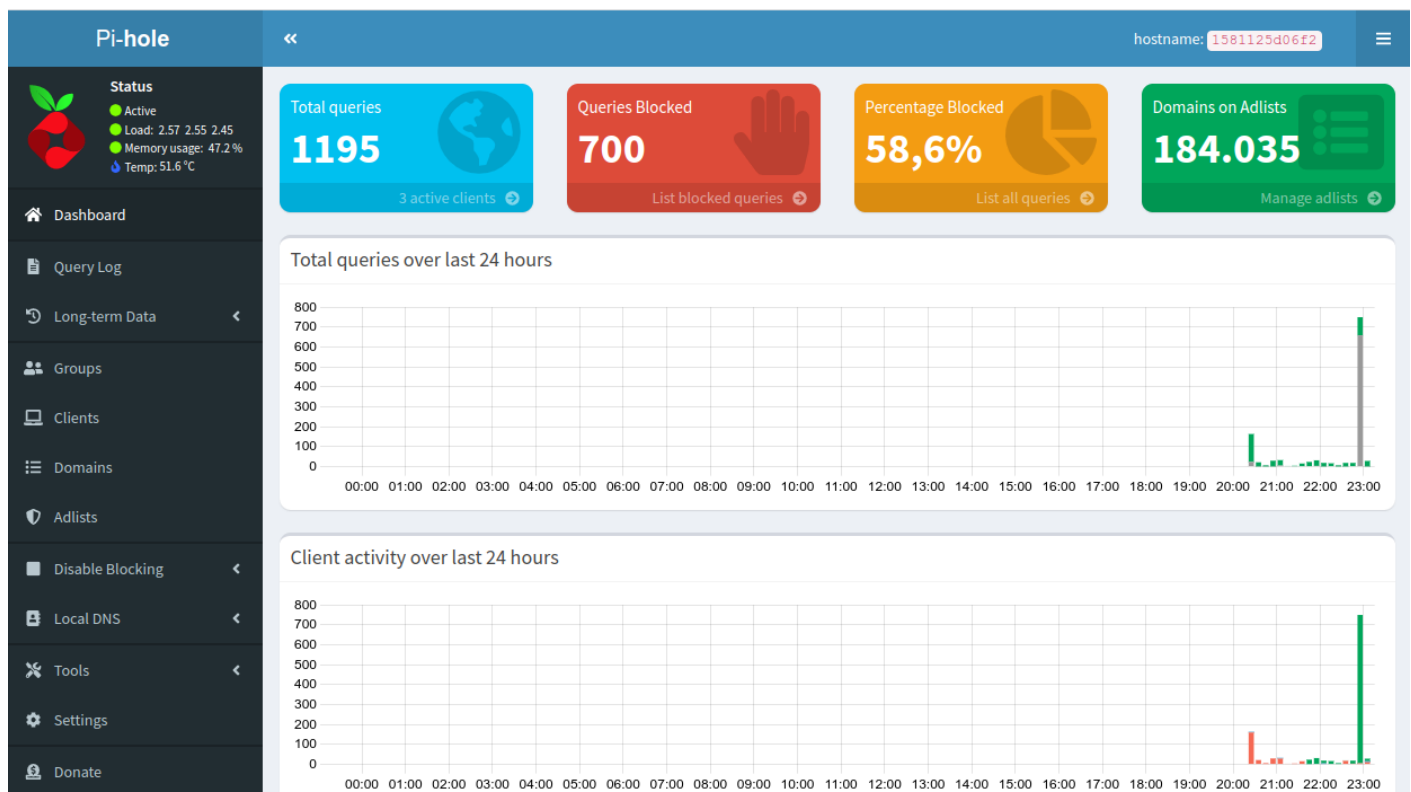 Pi-hole
hostname: 1581125d06f2
Status
Active
Load: 2.57 2.55 2.45
Memory usage: 47.2 %
Temp: 51.6 °C
Dashboard
Query Log
Long-term Data
Groups
Clients
Domains
Adlists
Disable Blocking
Local DNS
Tools
Settings
Donate
Total queries
1195
3 active clients
Queries Blocked
700
List blocked queries
Percentage Blocked
58,6%
List all queries
Domains on Adlists
184.035
Manage adlists
Total queries over last 24 hours
800
700
600
500
400
300
200
100
0
00:00 01:00 02:00 03:00 04:00 05:00 06:00 07:00 08:00 09:00 10:00 11:00 12:00 13:00 14:00 15:00 16:00 17:00 18:00 19:00 20:00 21:00 22:00 23:00
Client activity over last 24 hours
800
700
600
500
400
300
200
100
0
00:00 01:00 02:00 03:00 04:00 05:00 06:00 07:00 08:00 09:00 10:00 11:00 12:00 13:00 14:00 15:00 16:00 17:00 18:00 19:00 20:00 21:00 22:00 23:00